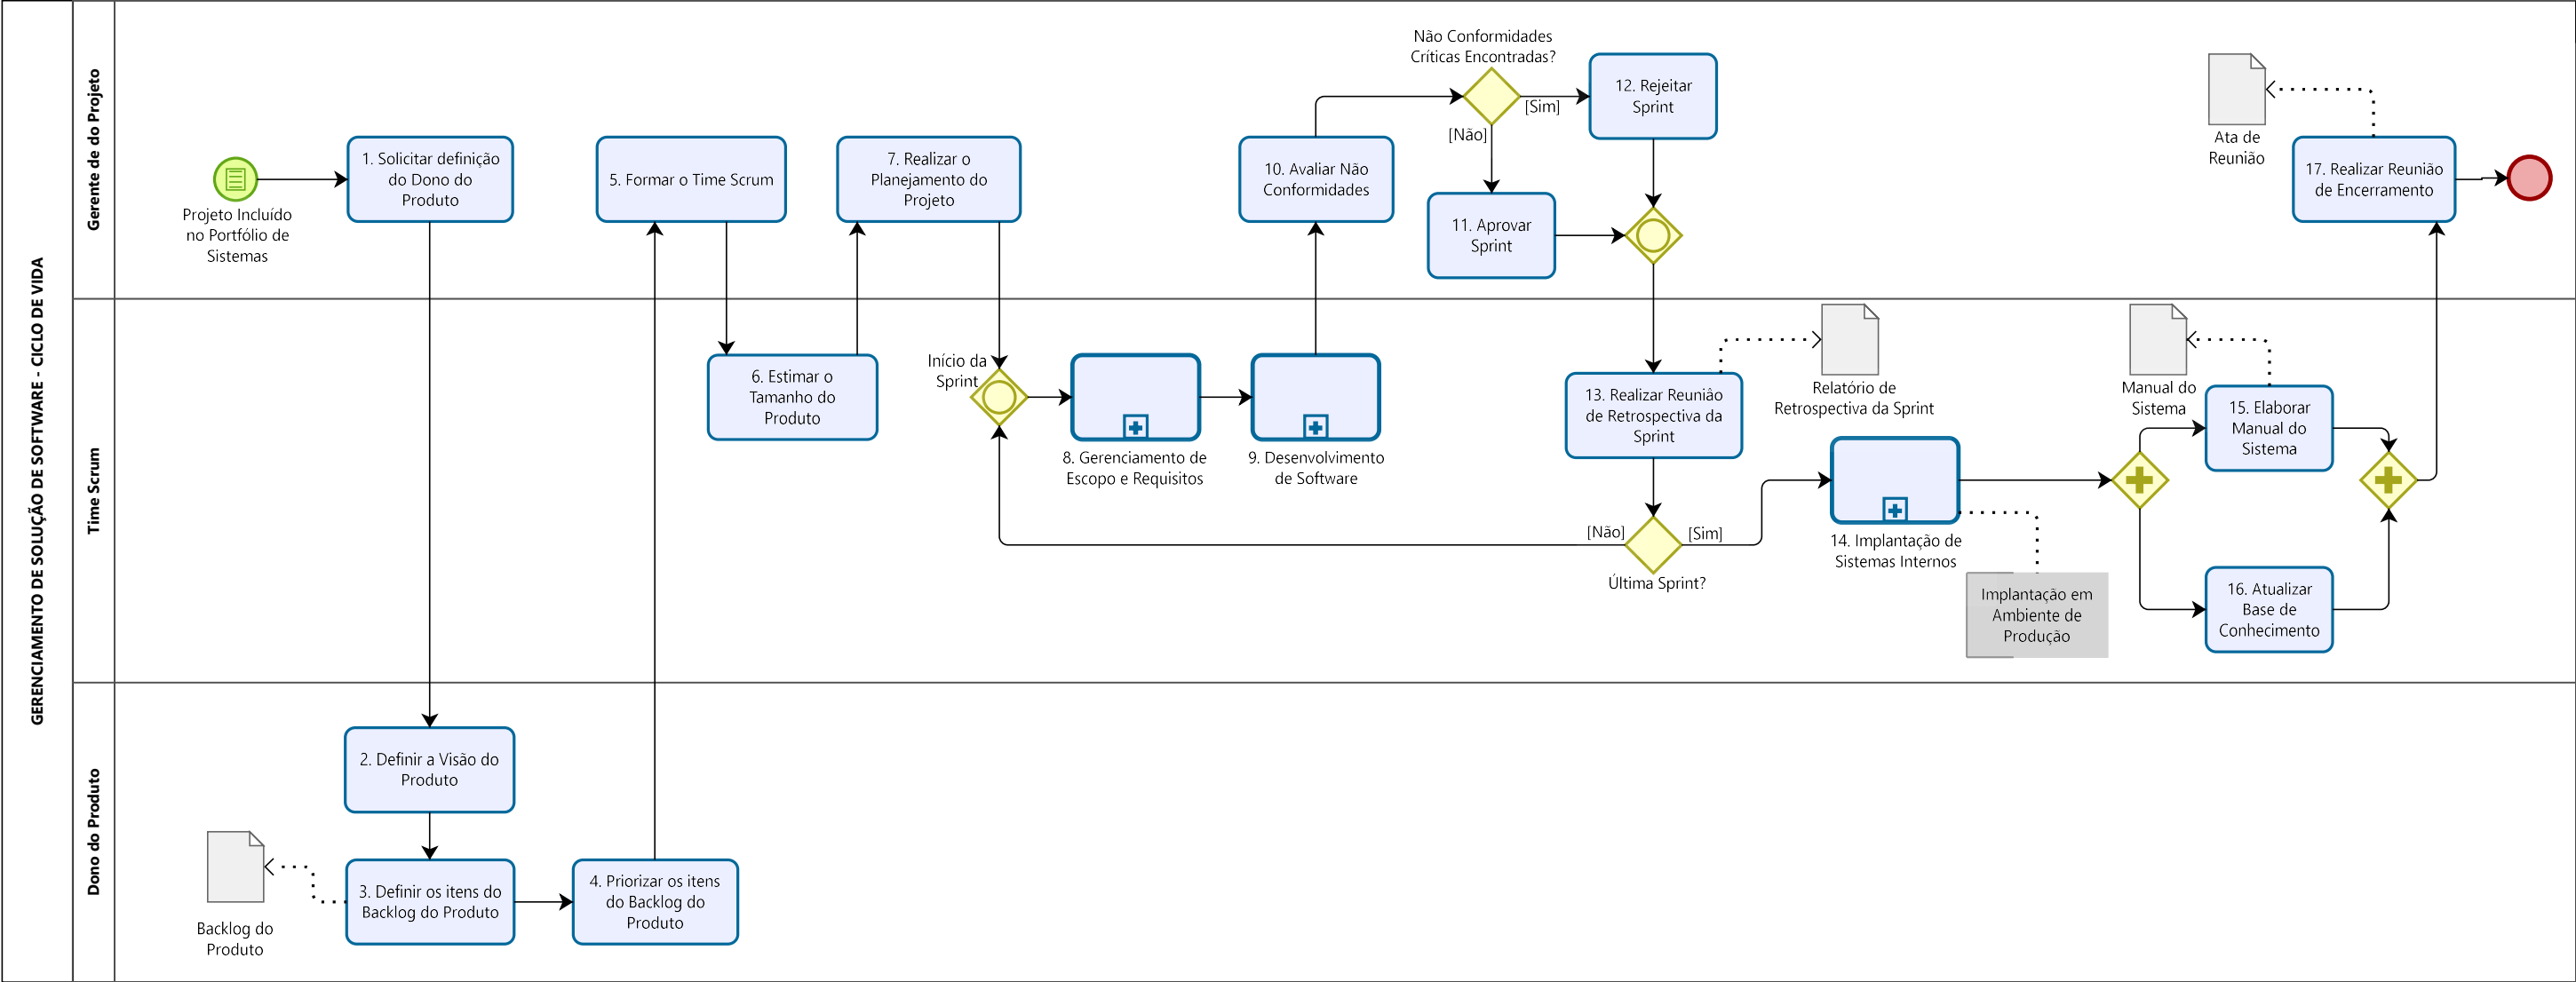 GERENCIAMENTO DE SOLUÇÃO DE SOFTWARE - CICLO DE VIDA
Gerente de do Projeto
Projeto Incluído
no Portfólio de
Sistemas
1. Solicitar definição
do Dono do
Produto
5. Formar o Time Scrum
7. Realizar o
Planejamento do
Projeto
10. Avaliar Não
Conformidades
Não Conformidades
Críticas Encontradas?
[Sim]
[Não]
12. Rejeitar
Sprint
11. Aprovar
Sprint
Ata de
Reunião
17. Realizar Reunião
de Encerramento
Time Scrum
6. Estimar o
Tamanho do
Produto
Início da
Sprint
8. Gerenciamento de
Escopo e Requisitos
9. Desenvolvimento
de Software
13. Realizar Reunião
de Retrospectiva da
Sprint
Relatório de
Retrospectiva da Sprint
[Não]
[Sim]
Última Sprint?
14. Implantação de
Sistemas Internos
Implantação em
Ambiente de
Produção
Manual do
Sistema
15. Elaborar
Manual do
Sistema
16. Atualizar
Base de
Conhecimento
Dono do Produto
2. Definir a Visão do
Produto
3. Definir os itens do
Backlog do Produto
Backlog do
Produto
4. Priorizar os itens
do Backlog do
Produto